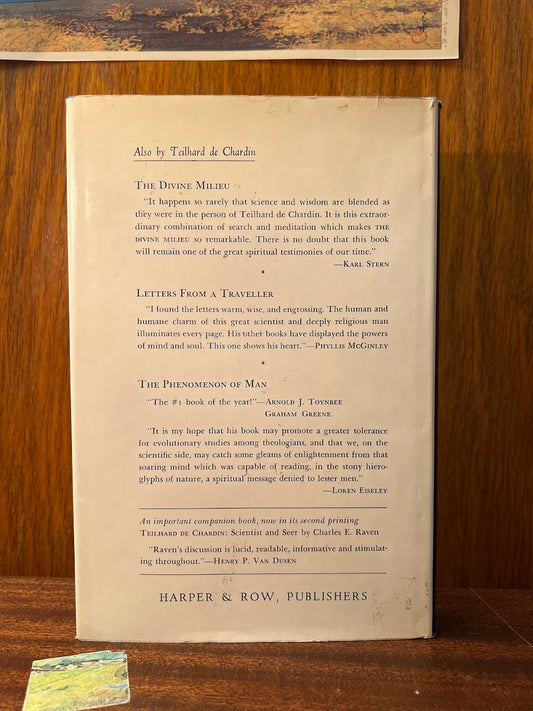 Also by Teilhard de Chardin
THE DIVINE MILIEU
"It happens so rarely that science and wisdom are blended as
they were in the person of Teilhard de Chardin. It is this extraor-
dinary combination of search and meditation which makes THE
DIVINE MILIEU so remarkable. There is no doubt that this book
will remain one of the great spiritual testimonies of our time."
—KARL STERN
*
LETTERS FROM A TRAVELLER
"I found the letters warm, wise, and engrossing. The human and
humane charm of this great scientist and deeply religious man
illuminates every page. His other books have displayed the powers
of mind and soul. This one shows his heart."—PHYLLIS MCGINLEY
*
THE PHENOMENON OF MAN
"The #1 book of the year!"—ARNOLD J. TOYNBEE
GRAHAM GREENE
"It is my hope that his book may promote a greater tolerance
for evolutionary studies among theologians, and that we, on the
scientific side, may catch some gleams of enlightenment from that
soaring mind which was capable of reading, in the stony hiero-
glyphs of nature, a spiritual message denied to lesser men."
—LOREN EISELEY
An important companion book, now in its second printing
TEILHARD DE CHARDIN: Scientist and Seer by Charles E. Raven
"Raven's discussion is lucid, readable, informative and stimulat-
ing throughout."—HENRY P. VAN DUSEN
HARPER & ROW, PUBLISHERS